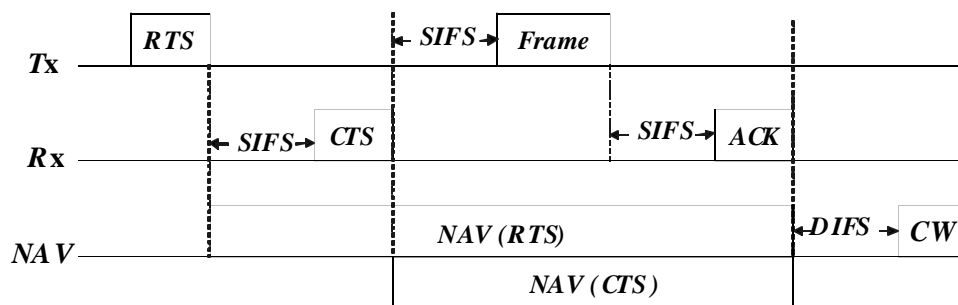 RTS
SIFS
Frame
Tx
SIFS
CTS
SIFS
ACK
Rx
NAV (RTS)
DIFS
CW
NAV
NAV (CTS)